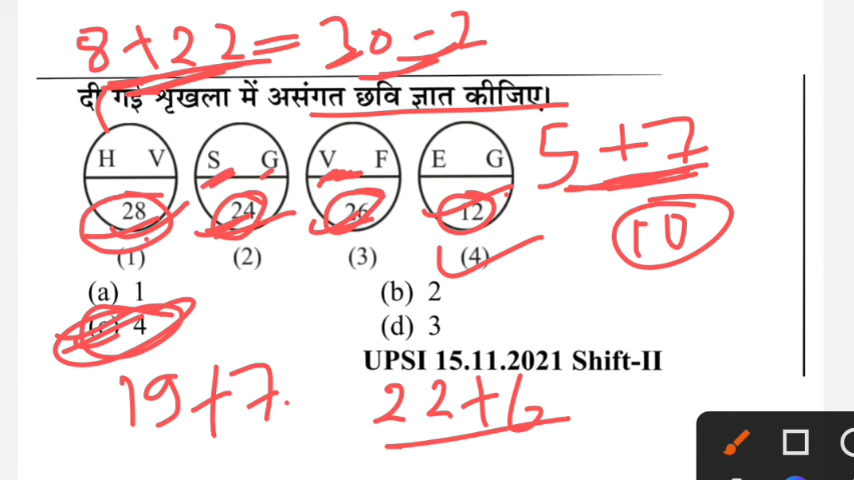 8+22=30-2
दी गई शृखला में असंगत छवि ज्ञात कीजिए।
H V S G V F E G 5+7
28 24 26 12 10
(1) (2) (3) (4)
(a) 1 (b) 2
(c) 4 (d) 3
UPSI 15.11.2021 Shift-II
19+7. 22+6